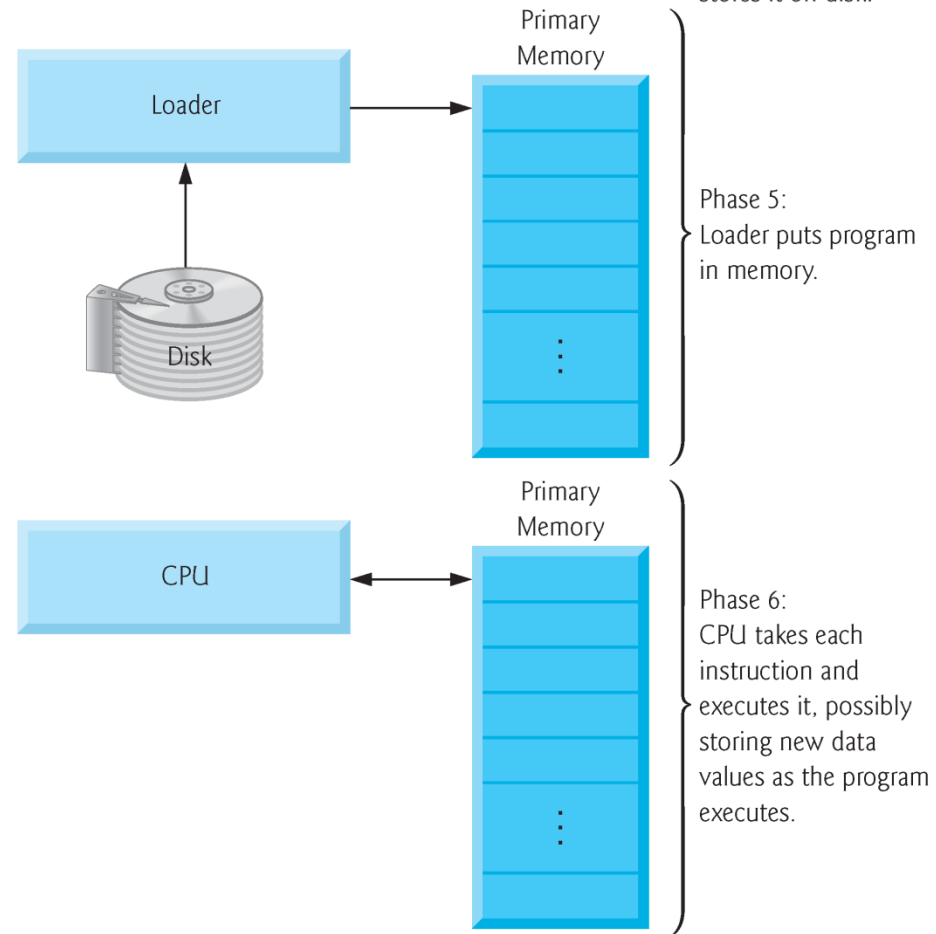 Primary
Memory
Loader
Disk
Phase 5:
Loader puts program
in memory.
Primary
Memory
CPU
Phase 6:
CPU takes each
instruction and
executes it, possibly
storing new data
values as the program
executes.